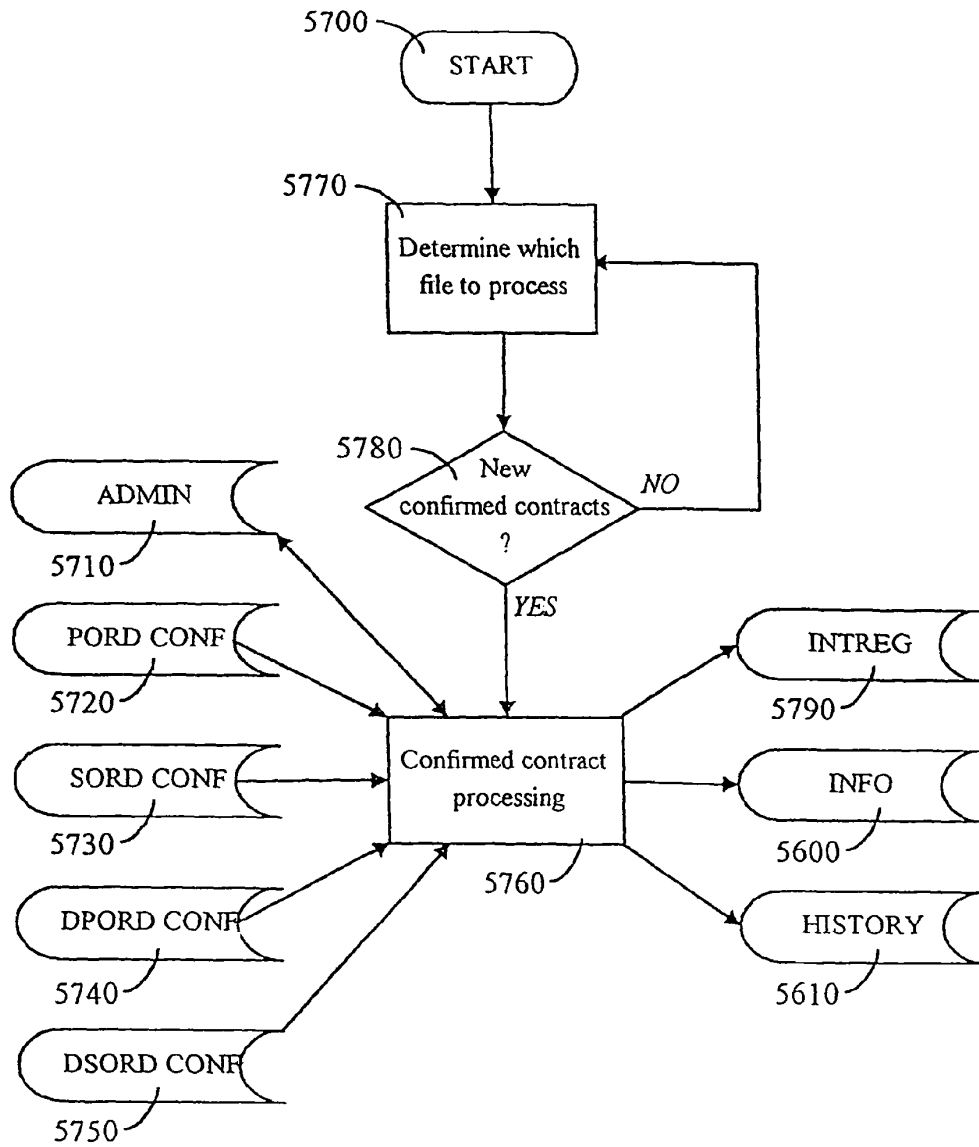 5700
START
5770
Determine which
file to process
5780
New
confirmed contracts
?
NO
YES
ADMIN
5710
PORD CONF
5720
SORD CONF
5730
DPORD CONF
5740
DSORD CONF
5750
Confirmed contract
processing
5760
INTREG
5790
INFO
5600
HISTORY
5610